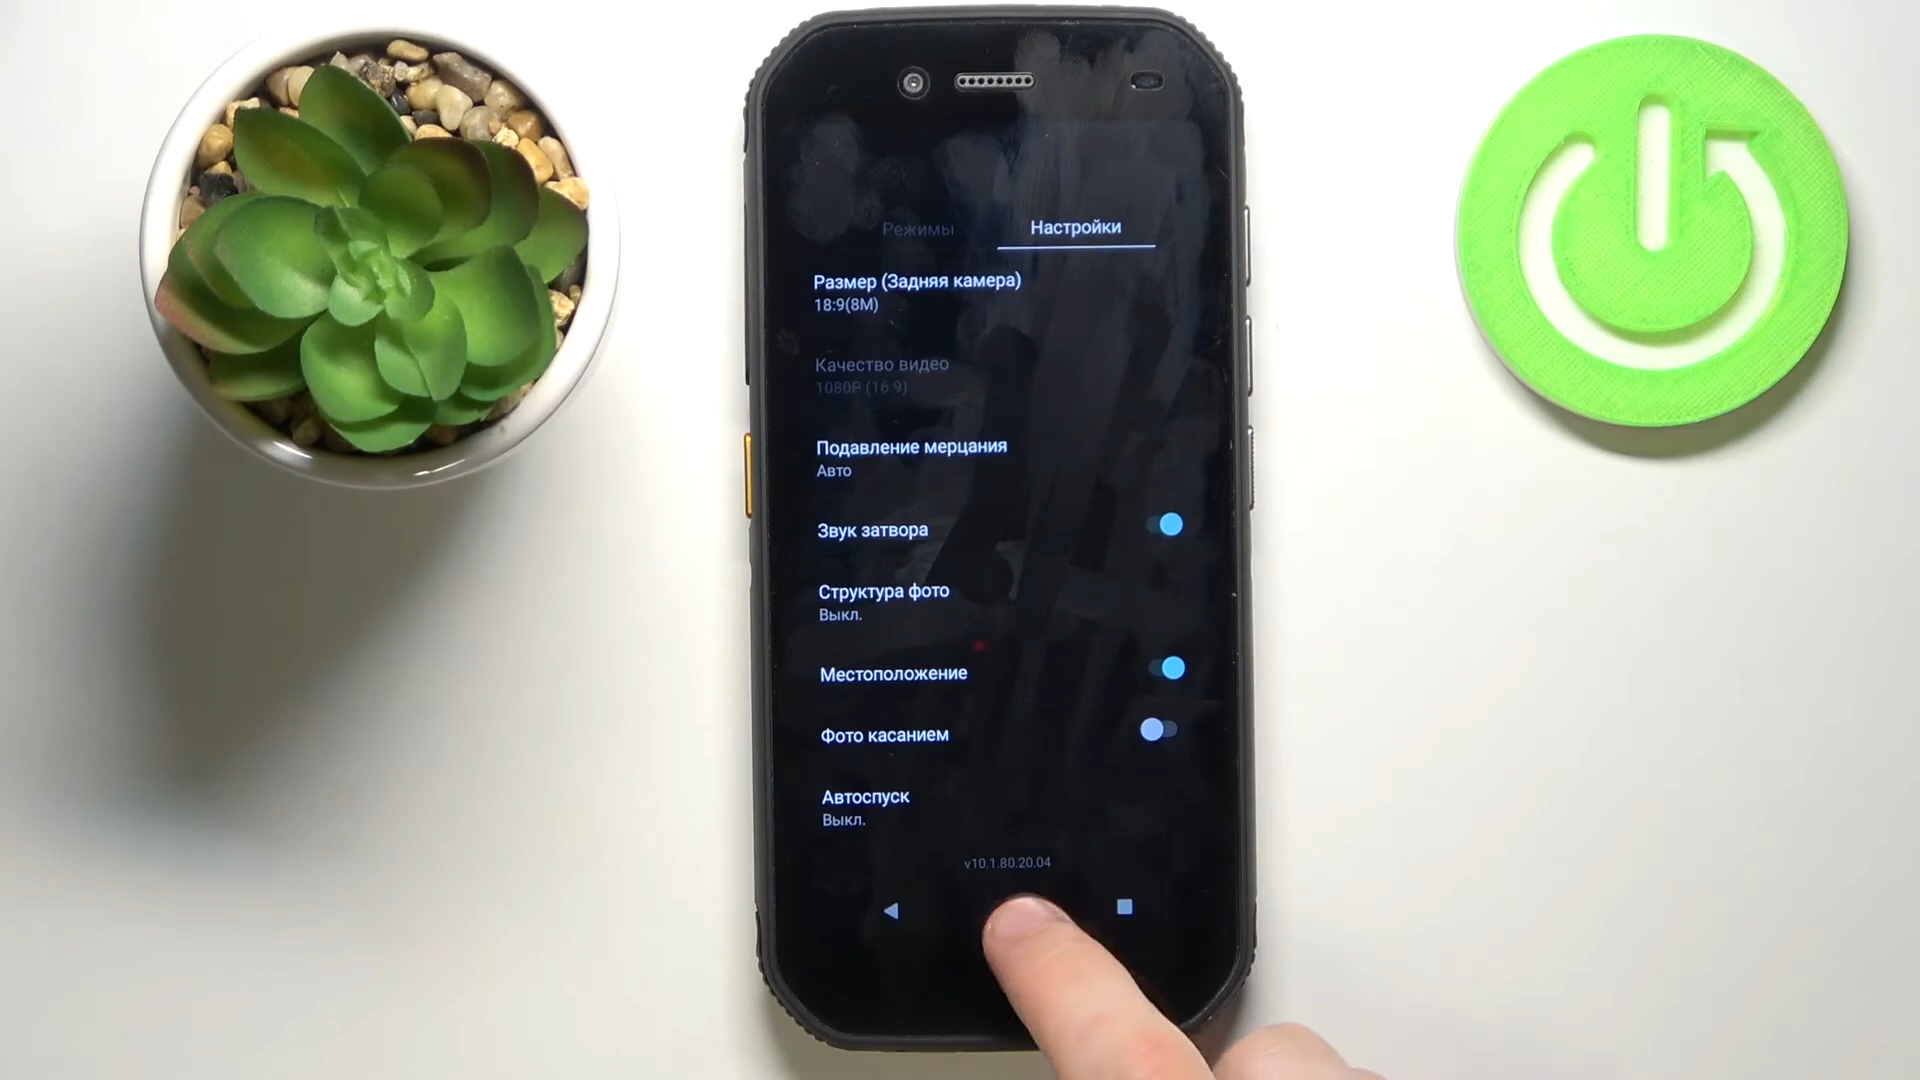 Режимы Настройки
Размер (Задняя камера)
18:9(8M)
Качество видео
1080P (16:9)
Подавление мерцания
Авто
Звук затвора
Структура фото
Выкл.
Местоположение
Фото касанием
Автоспуск
Выкл.
v10.1.80.20.04